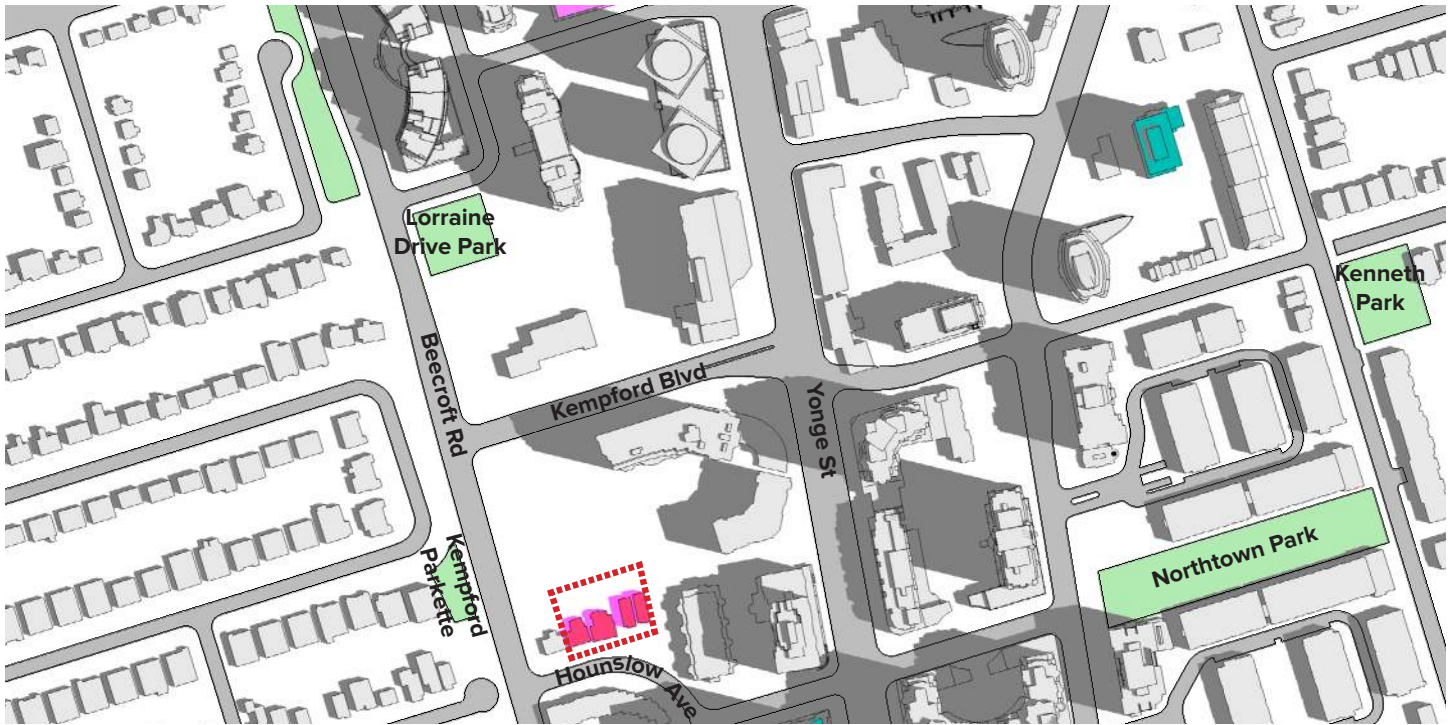 Lorraine
Drive Park
Kenneth
Park
Beecroft Rd
Kempford Blvd
Yonge St
Northtown Park
Kempford
Parkette
Hounslow Ave